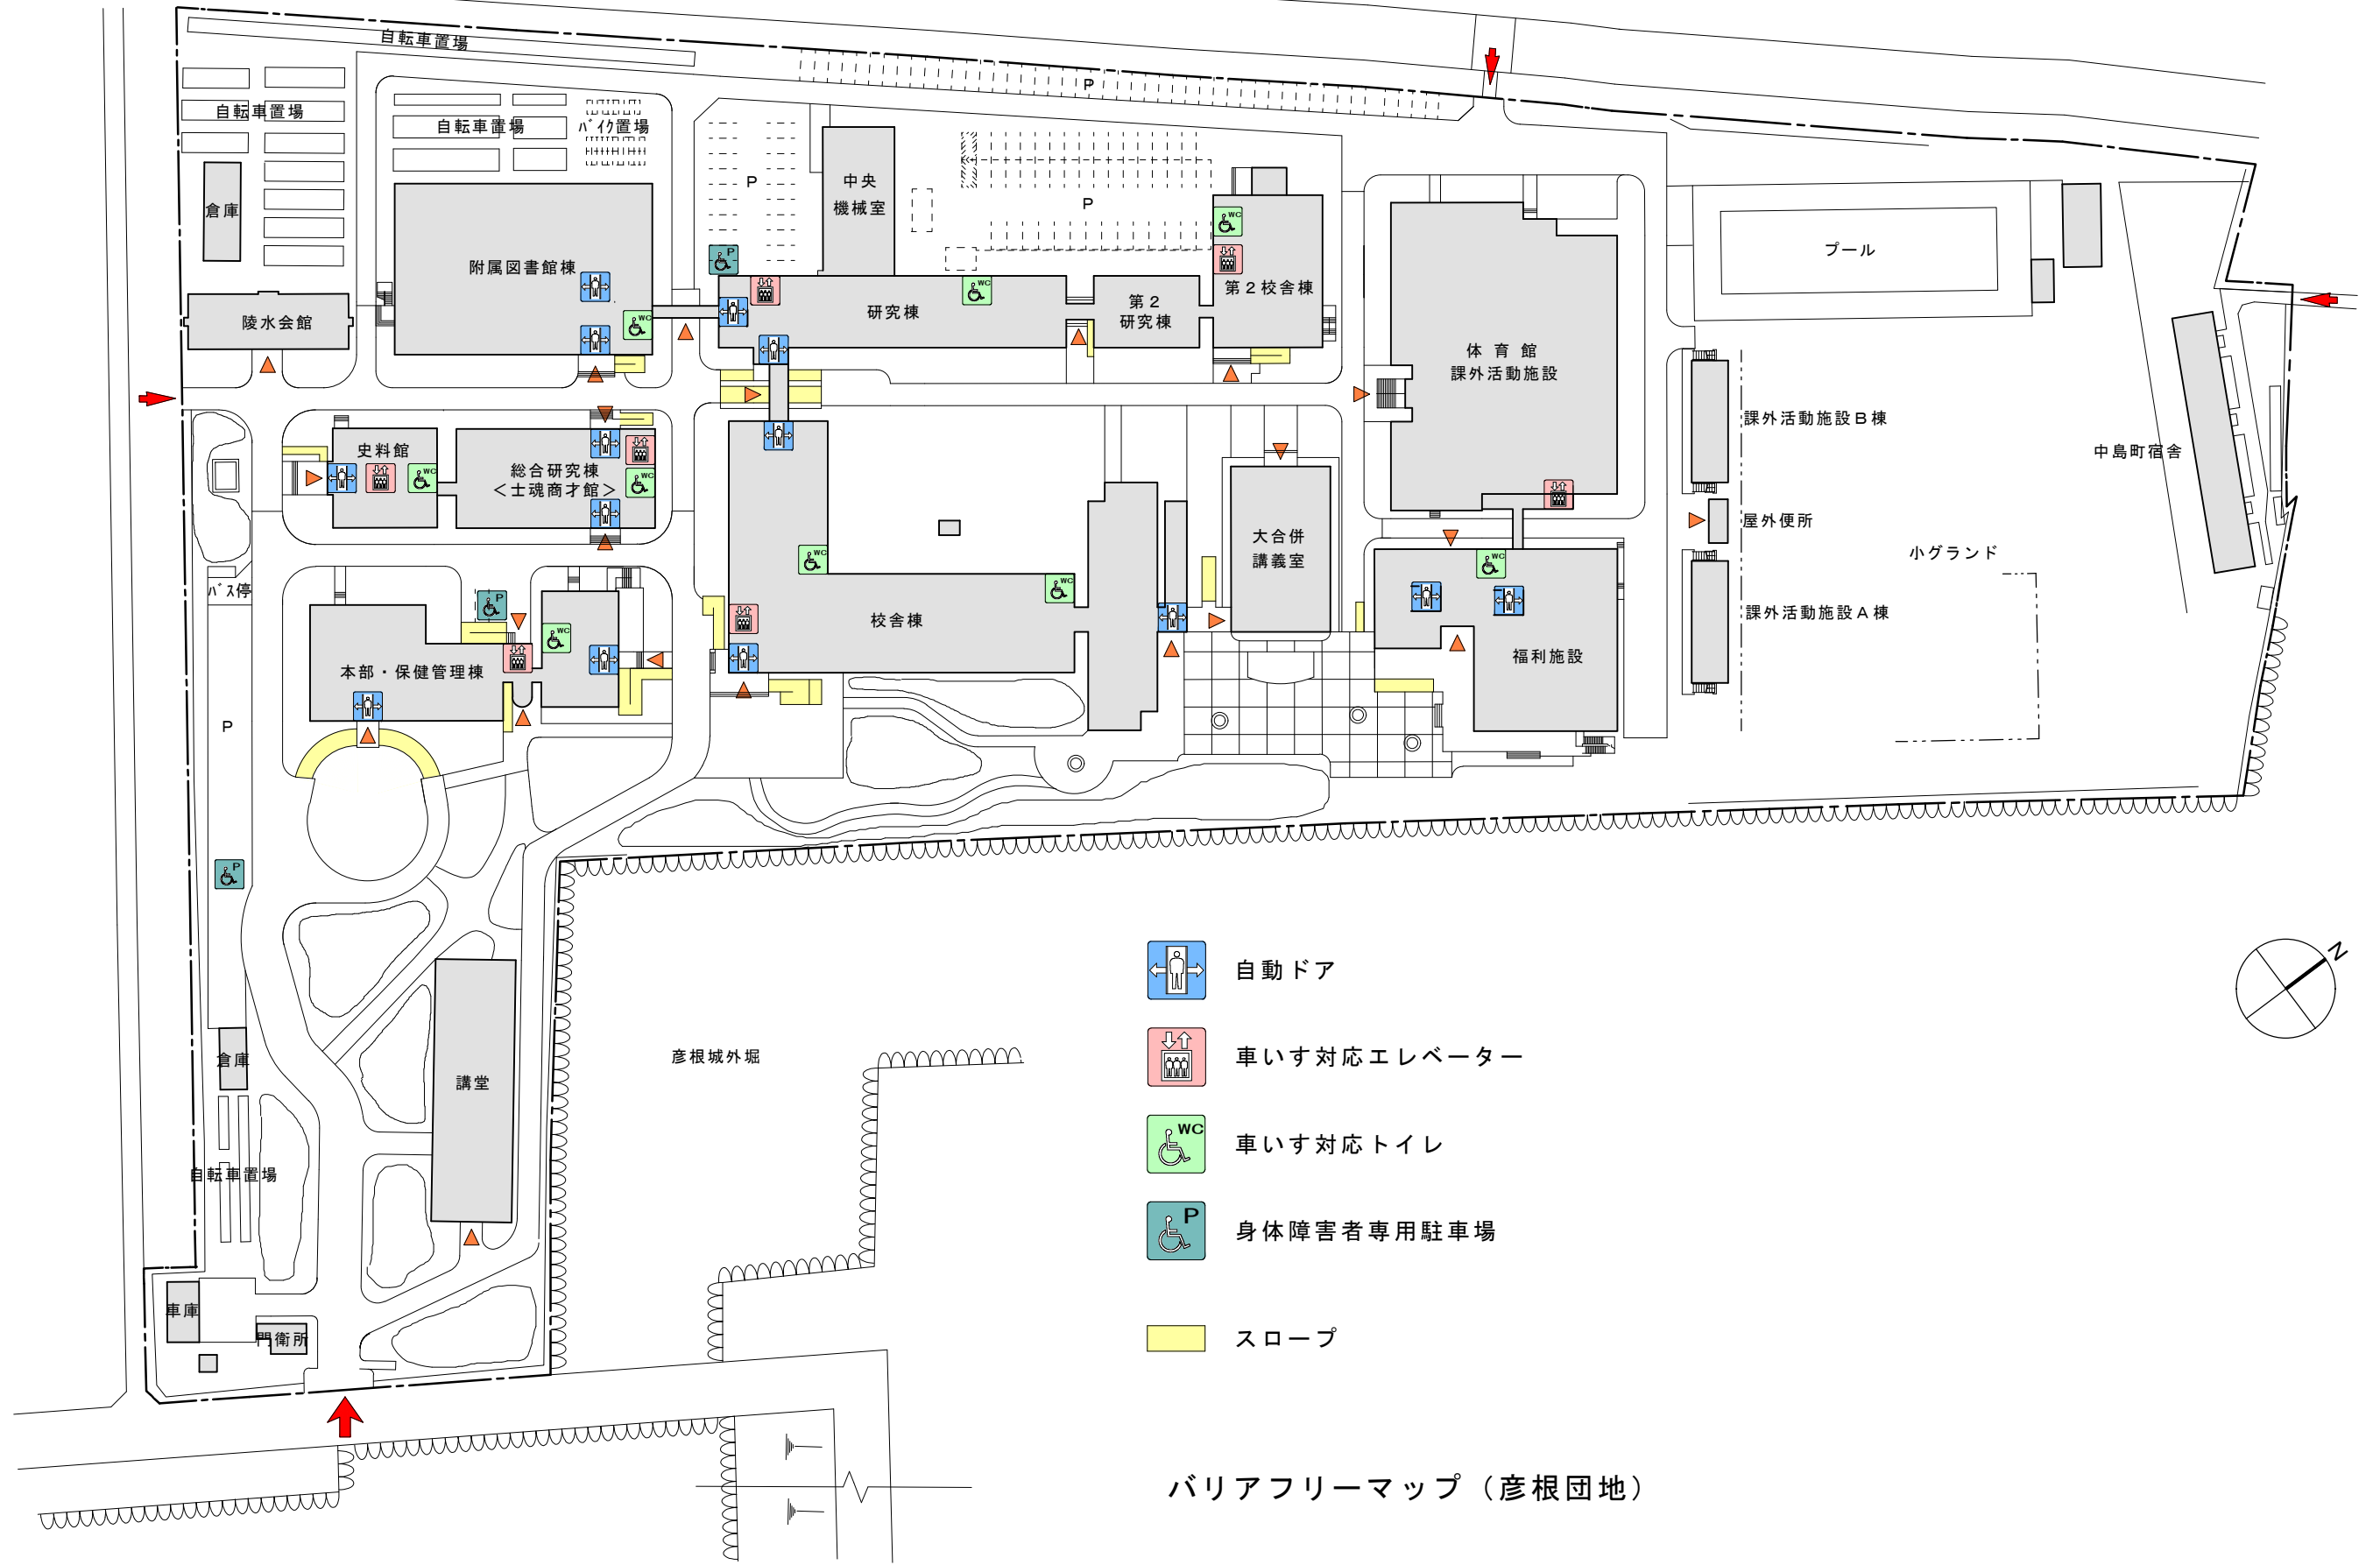 自転車置場
自転車置場
自転車置場
バイク置場
P
P
P
中央
機械室
倉庫
附属図書館棟
陵水会館
研究棟
第2
研究棟
第2校舎棟
プール
体育館
課外活動施設
課外活動施設B棟
中島町宿舎
史料館
総合研究棟
<士魂商才館>
大合併
講義室
屋外便所
小グランド
バス停
校舎棟
課外活動施設A棟
本部・保健管理棟
福利施設
P
倉庫
講堂
彦根城外堀
自転車置場
車庫
門衛所
N
自動ドア
車いす対応エレベーター
WC
車いす対応トイレ
P
身体障害者専用駐車場
スロープ
バリアフリーマップ(彦根団地)